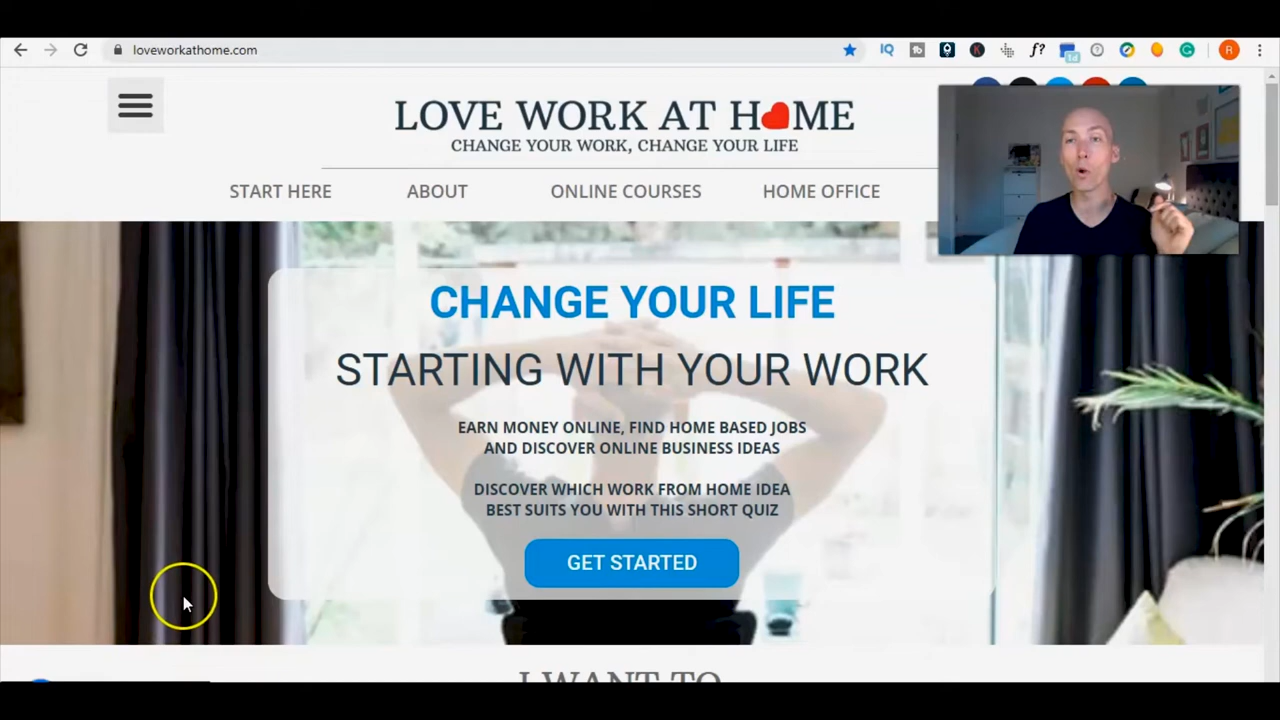 loveworkathome.com
LOVE WORK AT HOME
CHANGE YOUR WORK, CHANGE YOUR LIFE
START HERE ABOUT ONLINE COURSES HOME OFFICE
CHANGE YOUR LIFE
STARTING WITH YOUR WORK
EARN MONEY ONLINE, FIND HOME BASED JOBS
AND DISCOVER ONLINE BUSINESS IDEAS
DISCOVER WHICH WORK FROM HOME IDEA
BEST SUITS YOU WITH THIS SHORT QUIZ
GET STARTED
I WANT TO